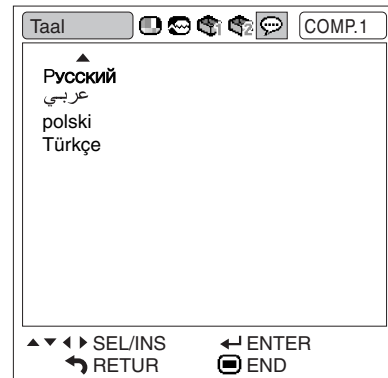 Taal
COMP.1
Русский
عربي
polski
Türkçe
SEL/INS
ENTER
RETUR
END